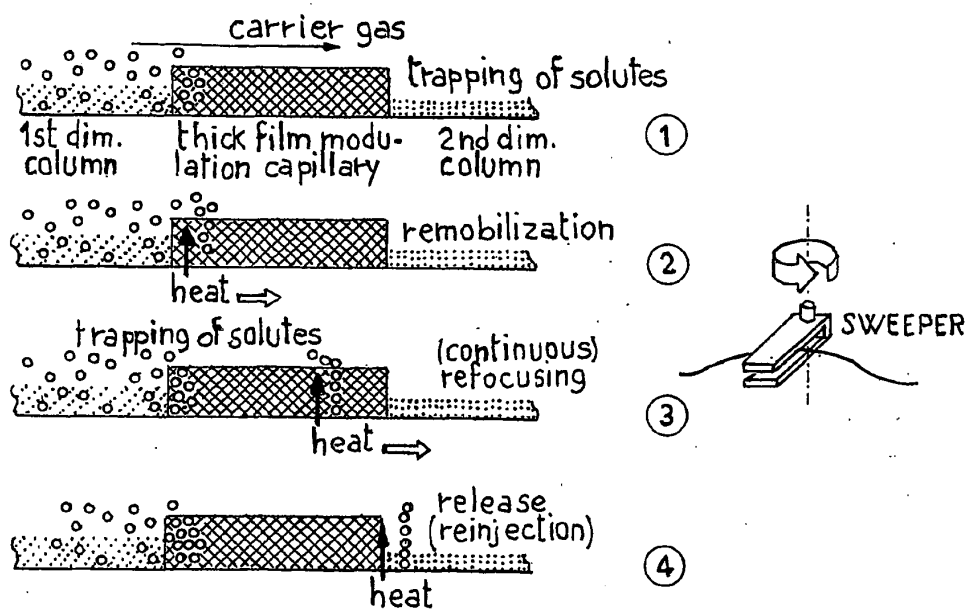 carrier gas
trapping of solutes
1st dim.
column
thick film modu-
lation capillary
2nd dim.
column
1
remobilization
2
heat
SWEEPER
trapping of solutes
(continuous)
refocusing
3
heat
release
(reinjection)
4
heat